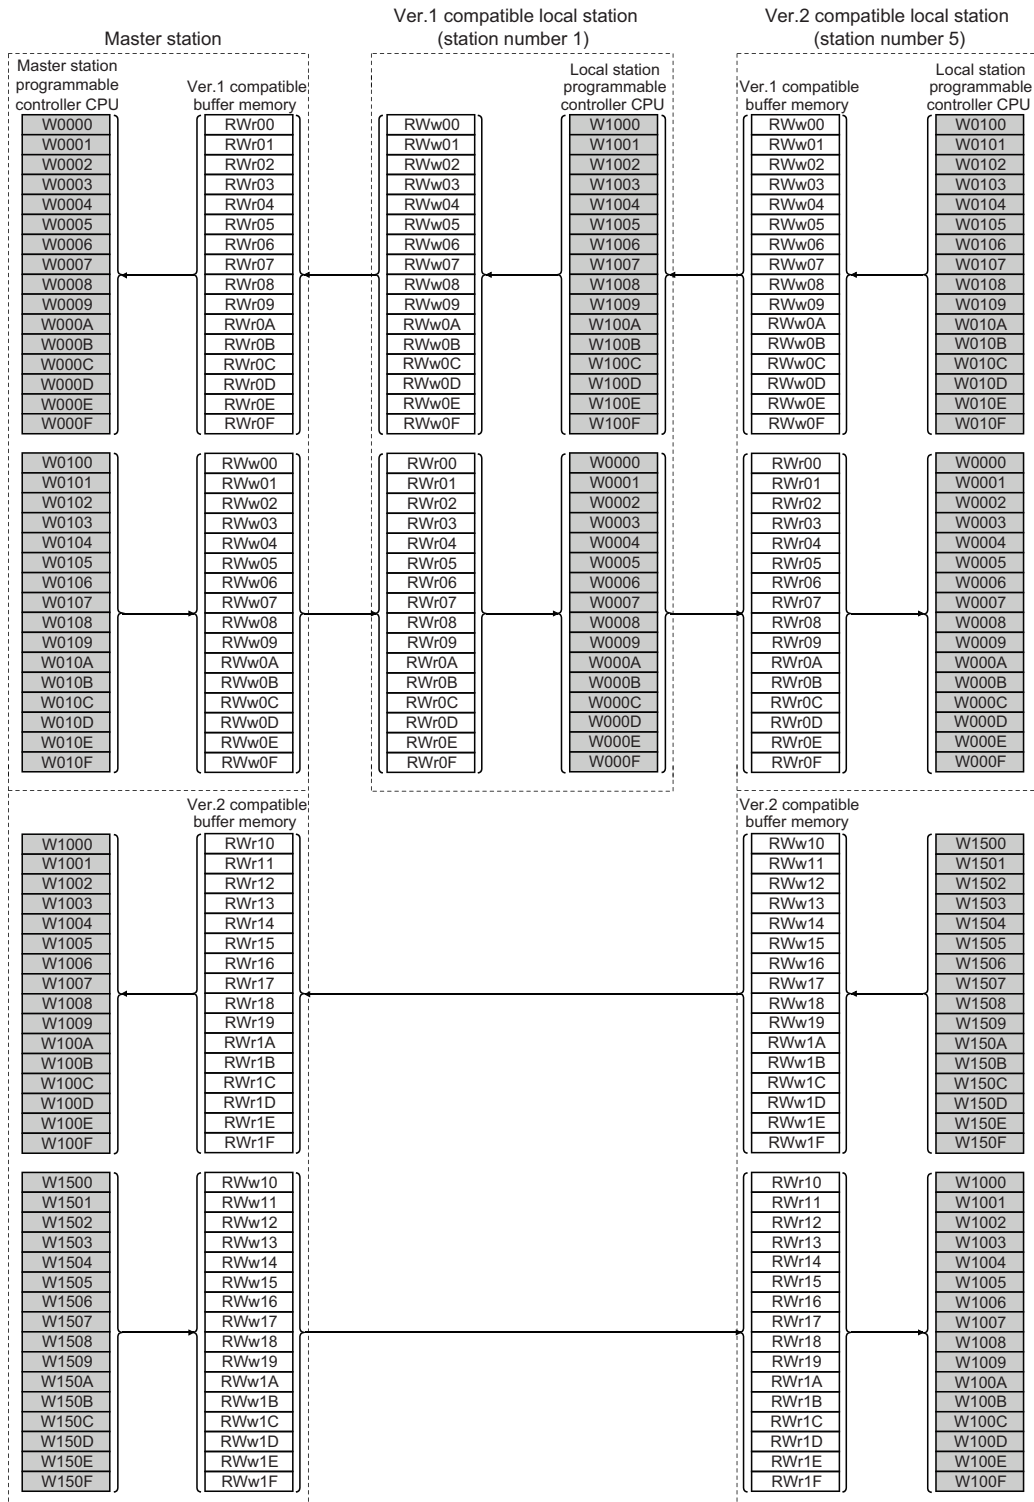 Ver.1 compatible local station Ver.2 compatible local station
Master station (station number 1) (station number 5)
Master station Local station Local station
programmable Ver.1 compatible programmable Ver.1 compatible programmable
controller CPU buffer memory controller CPU buffer memory controller CPU
W0000 RWr00 RWw00 W1000 RWw00 W0100
W0001 RWr01 RWw01 W1001 RWw01 W0101
W0002 RWr02 RWw02 W1002 RWw02 W0102
W0003 RWr03 RWw03 W1003 RWw03 W0103
W0004 RWr04 RWw04 W1004 RWw04 W0104
W0005 RWr05 RWw05 W1005 RWw05 W0105
W0006 RWr06 RWw06 W1006 RWw06 W0106
W0007 RWr07 RWw07 W1007 RWw07 W0107
W0008 RWr08 RWw08 W1008 RWw08 W0108
W0009 RWr09 RWw09 W1009 RWw09 W0109
W000A RWr0A RWw0A W100A RWw0A W010A
W000B RWr0B RWw0B W100B RWw0B W010B
W000C RWr0C RWw0C W100C RWw0C W010C
W000D RWr0D RWw0D W100D RWw0D W010D
W000E RWr0E RWw0E W100E RWw0E W010E
W000F RWr0F RWw0F W100F RWw0F W010F
W0100 RWw00 RWr00 W0000 RWr00 W0000
W0101 RWw01 RWr01 W0001 RWr01 W0001
W0102 RWw02 RWr02 W0002 RWr02 W0002
W0103 RWw03 RWr03 W0003 RWr03 W0003
W0104 RWw04 RWr04 W0004 RWr04 W0004
W0105 RWw05 RWr05 W0005 RWr05 W0005
W0106 RWw06 RWr06 W0006 RWr06 W0006
W0107 RWw07 RWr07 W0007 RWr07 W0007
W0108 RWw08 RWr08 W0008 RWr08 W0008
W0109 RWw09 RWr09 W0009 RWr09 W0009
W010A RWw0A RWr0A W000A RWr0A W000A
W010B RWw0B RWr0B W000B RWr0B W000B
W010C RWw0C RWr0C W000C RWr0C W000C
W010D RWw0D RWr0D W000D RWr0D W000D
W010E RWw0E RWr0E W000E RWr0E W000E
W010F RWw0F RWr0F W000F RWr0F W000F
Ver.2 compatible Ver.2 compatible
buffer memory buffer memory
W1000 RWr10 RWw10 W1500
W1001 RWr11 RWw11 W1501
W1002 RWr12 RWw12 W1502
W1003 RWr13 RWw13 W1503
W1004 RWr14 RWw14 W1504
W1005 RWr15 RWw15 W1505
W1006 RWr16 RWw16 W1506
W1007 RWr17 RWw17 W1507
W1008 RWr18 RWw18 W1508
W1009 RWr19 RWw19 W1509
W100A RWr1A RWw1A W150A
W100B RWr1B RWw1B W150B
W100C RWr1C RWw1C W150C
W100D RWr1D RWw1D W150D
W100E RWr1E RWw1E W150E
W100F RWr1F RWw1F W150F
W1500 RWw10 RWr10 W1000
W1501 RWw11 RWr11 W1001
W1502 RWw12 RWr12 W1002
W1503 RWw13 RWr13 W1003
W1504 RWw14 RWr14 W1004
W1505 RWw15 RWr15 W1005
W1506 RWw16 RWr16 W1006
W1507 RWw17 RWr17 W1007
W1508 RWw18 RWr18 W1008
W1509 RWw19 RWr19 W1009
W150A RWw1A RWr1A W100A
W150B RWw1B RWr1B W100B
W150C RWw1C RWr1C W100C
W150D RWw1D RWr1D W100D
W150E RWw1E RWr1E W100E
W150F RWw1F RWr1F W100F